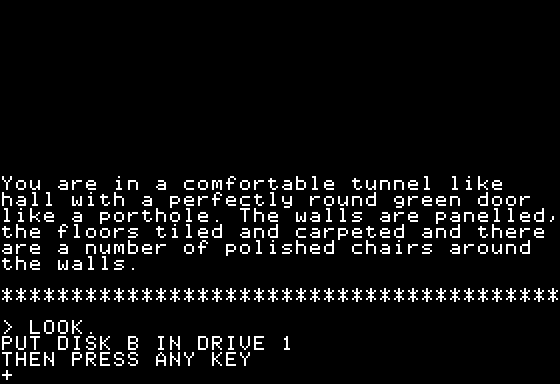 You are in a comfortable tunnel like
hall with a perfectly round green door
like a porthole. The walls are panelled,
the floors tiled and carpeted and there
are a number of polished chairs around
the walls.
****************************************
> LOOK.
PUT DISK B IN DRIVE 1
THEN PRESS ANY KEY
+